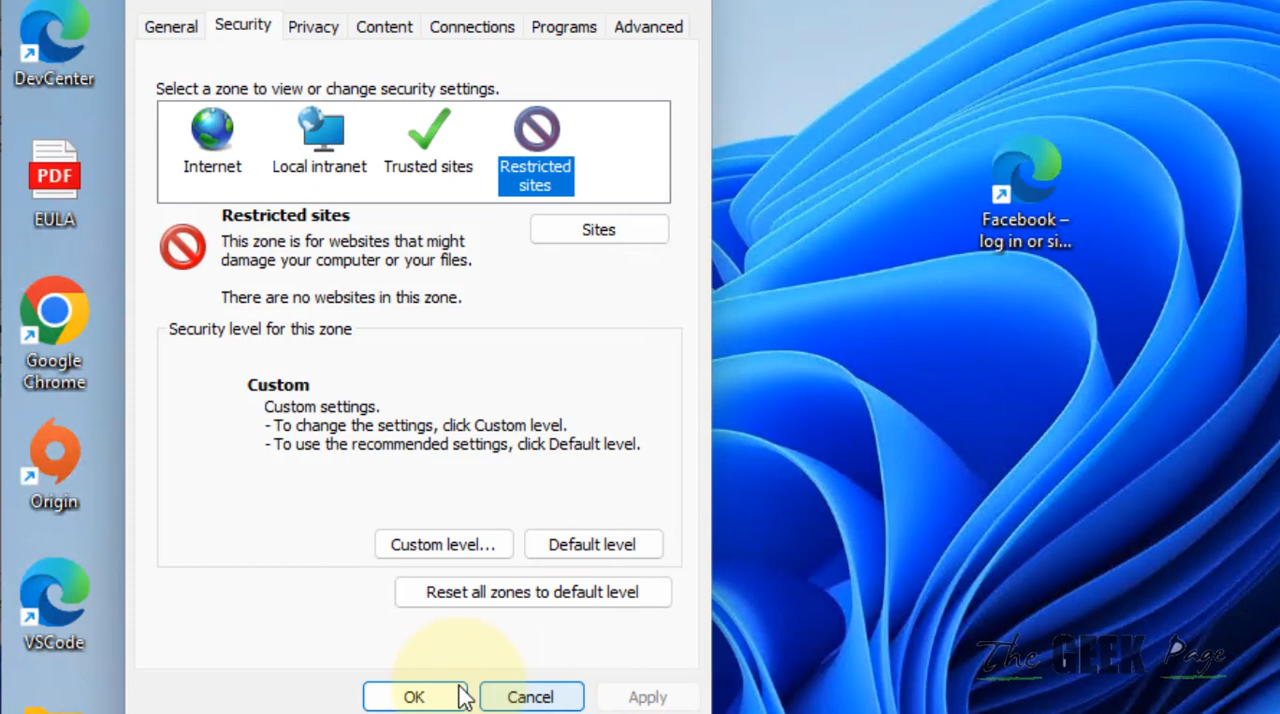 General Security Privacy Content Connections Programs Advanced
DevCenter
Select a zone to view or change security settings.
Internet Local intranet Trusted sites Restricted
sites
PDF
EULA
Restricted sites
This zone is for websites that might
damage your computer or your files.
There are no websites in this zone.
Sites
Facebook –
log in or si...
Security level for this zone
Google
Chrome
Custom
Custom settings.
- To change the settings, click Custom level.
- To use the recommended settings, click Default level.
Origin
Custom level... Default level
Reset all zones to default level
VSCode
The GEEK Page
OK Cancel Apply